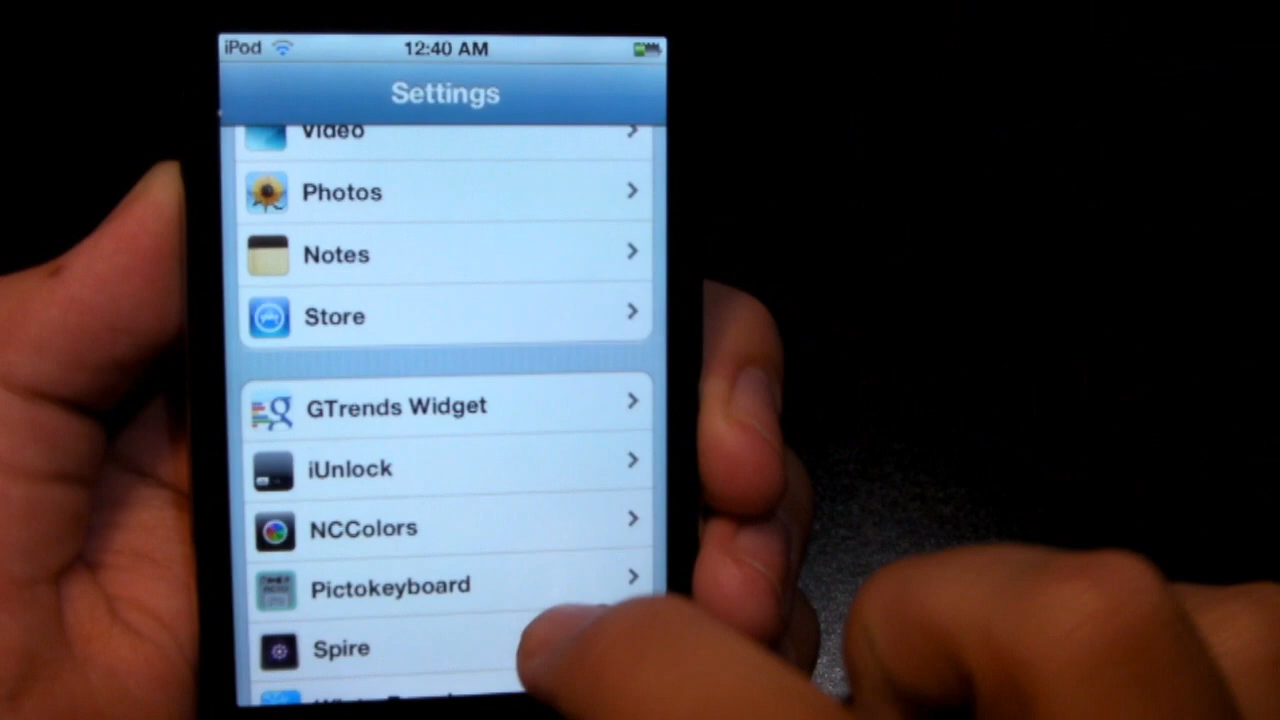 iPod 12:40 AM
Settings
Video
Photos
Notes
Store
GTrends Widget
iUnlock
NCColors
Pictokeyboard
Spire